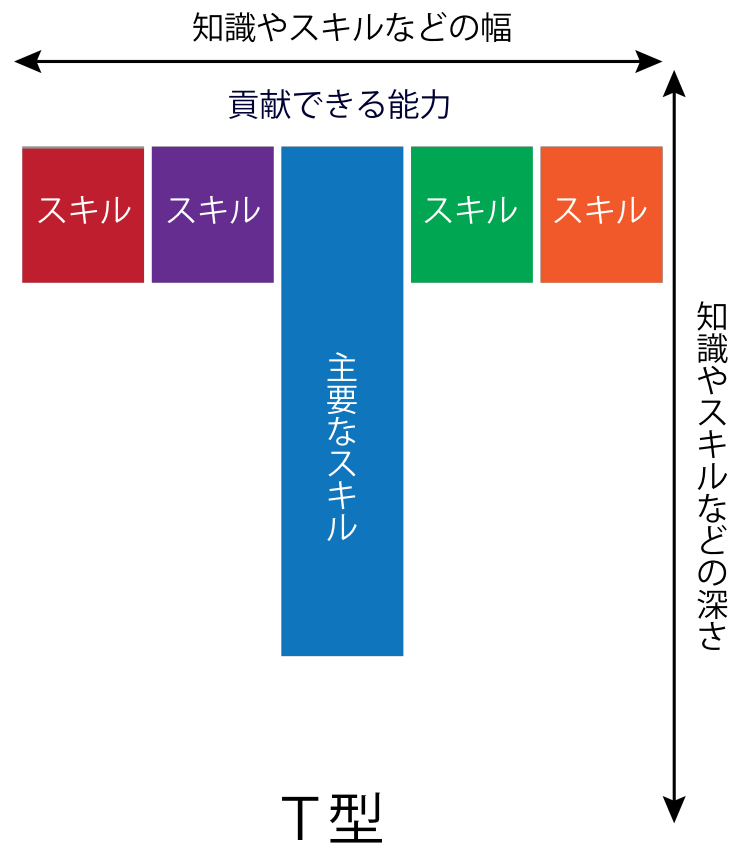 知識やスキルなどの幅
貢献できる能力
スキル
スキル
スキル
スキル
主要なスキル
知識やスキルなどの深さ
T型